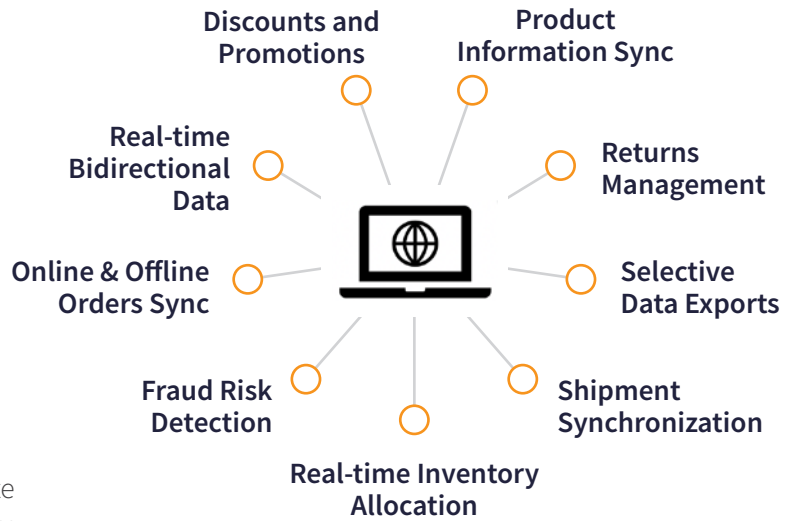 Discounts and
Promotions
Product
Information Sync
Real-time
Bidirectional
Data
Returns
Management
Online & Offline
Orders Sync
Selective
Data Exports
Fraud Risk
Detection
Shipment
Synchronization
Real-time Inventory
Allocation